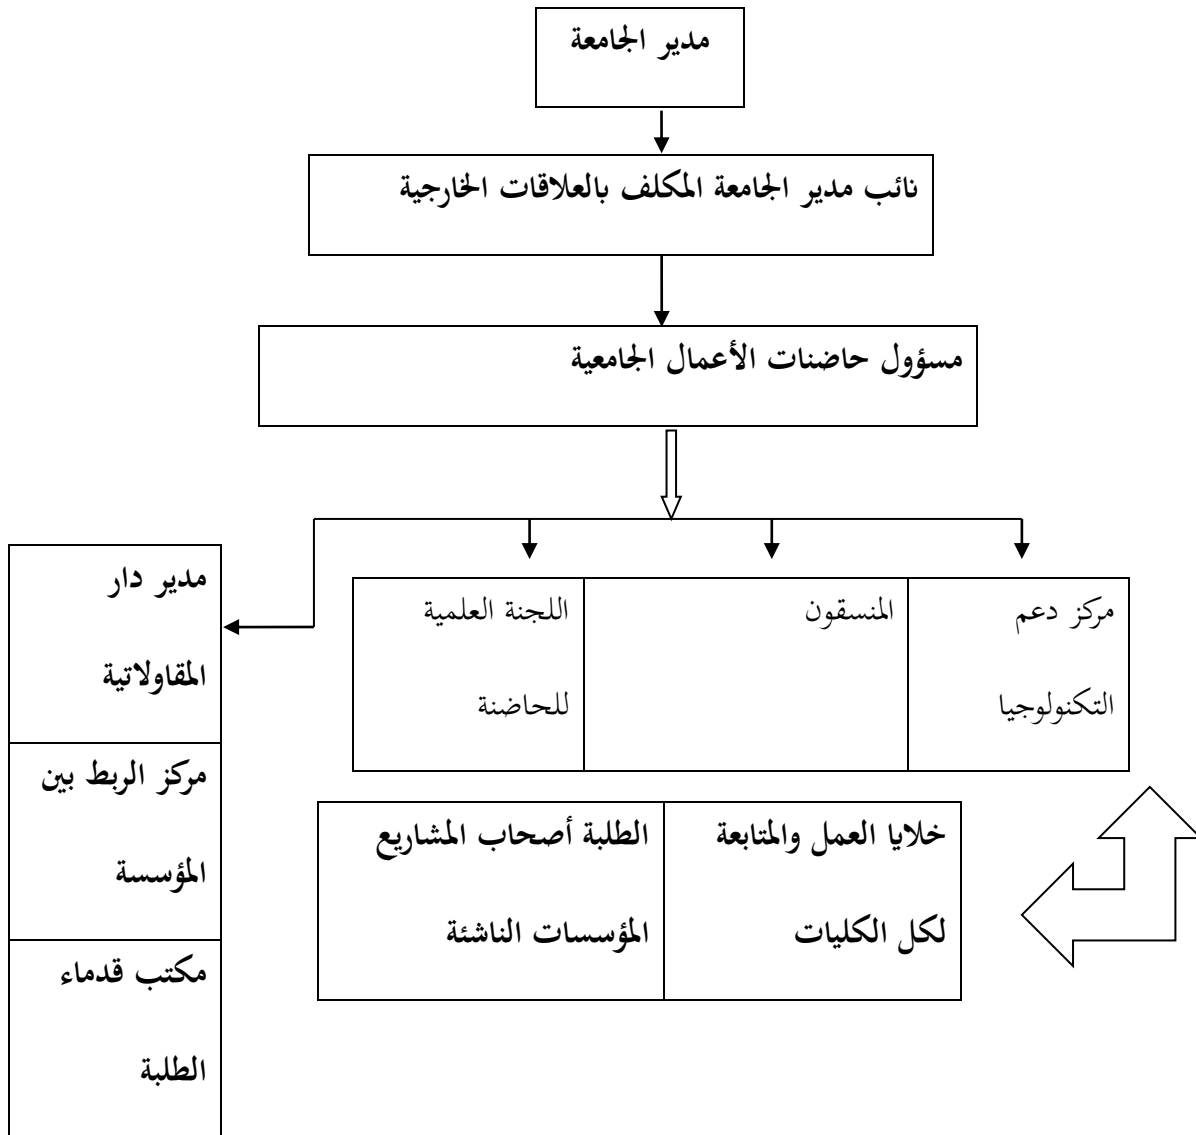 مدير الجامعة
نائب مدير الجامعة المكلف بالعلاقات الخارجية
مسؤول حاضنات الأعمال الجامعية
مركز دعم
التكنولوجيا
المنسقون
اللجنة العلمية
للحاضنة
مدير دار
المقاولاتية
مركز الربط بين
المؤسسة
مكتب قدماء
الطلبة
خلايا العمل والمتابعة
لكل الكليات
الطلبة أصحاب المشاريع
المؤسسات الناشئة